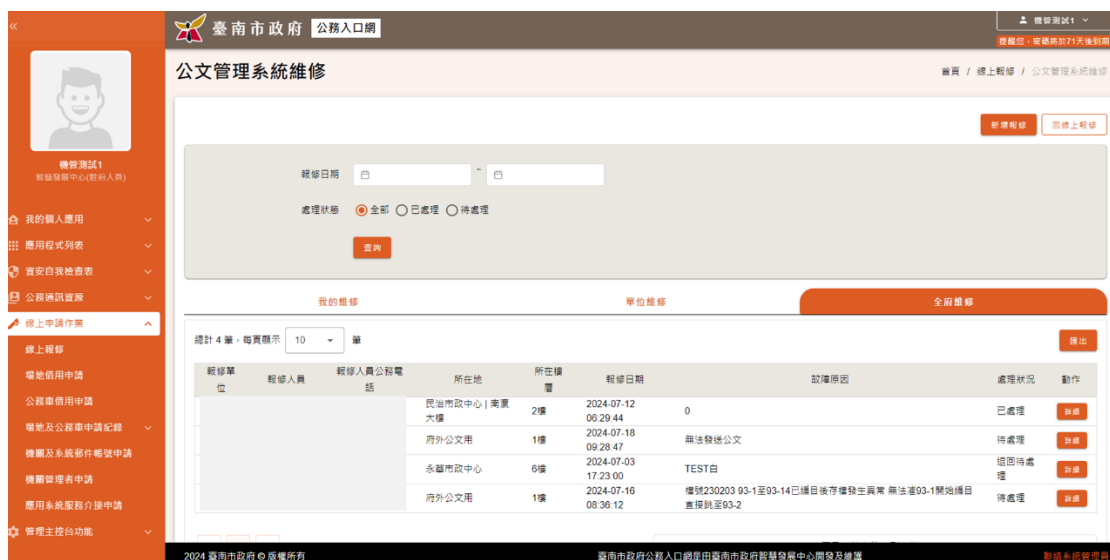 臺南市政府 公務入口網
機管測試1
提醒您，密碼將於71天後到期
公文管理系統維修
首頁 / 線上報修 / 公文管理系統維修
新增報修
回線上報修
機管測試1
智慧發展中心(駐府人員)
我的個人應用
應用程式列表
資安自我檢查表
公務通訊資源
線上申請作業
線上報修
場地借用申請
公務車借用申請
場地及公務車申請紀錄
機關及系統郵件帳號申請
機關管理者申請
應用系統服務介接申請
管理主控台功能
報修日期
~
處理狀態 全部 已處理 待處理
查詢
我的維修 單位維修 全府維修
總計 4 筆，每頁顯示 10 筆
匯出
報修單位 報修人員 報修人員公務電話 所在地 所在樓層 報修日期 故障原因 處理狀況 動作
民治市政中心 | 南瀛大樓 2樓 2024-07-12 06:29:44 0 已處理 詳細
府外公文用 1樓 2024-07-18 09:28:47 無法發送公文 待處理 詳細
永華市政中心 6樓 2024-07-03 17:23:00 TEST白 退回待處理 詳細
府外公文用 1樓 2024-07-16 08:36:12 檔號230203 93-1至93-14已編目後存檔發生異常 無法從93-1開始編目 直接跳至93-2 待處理 詳細
2024 臺南市政府 © 版權所有
臺南市政府公務入口網是由臺南市政府智慧發展中心開發及維護
聯絡系統管理員